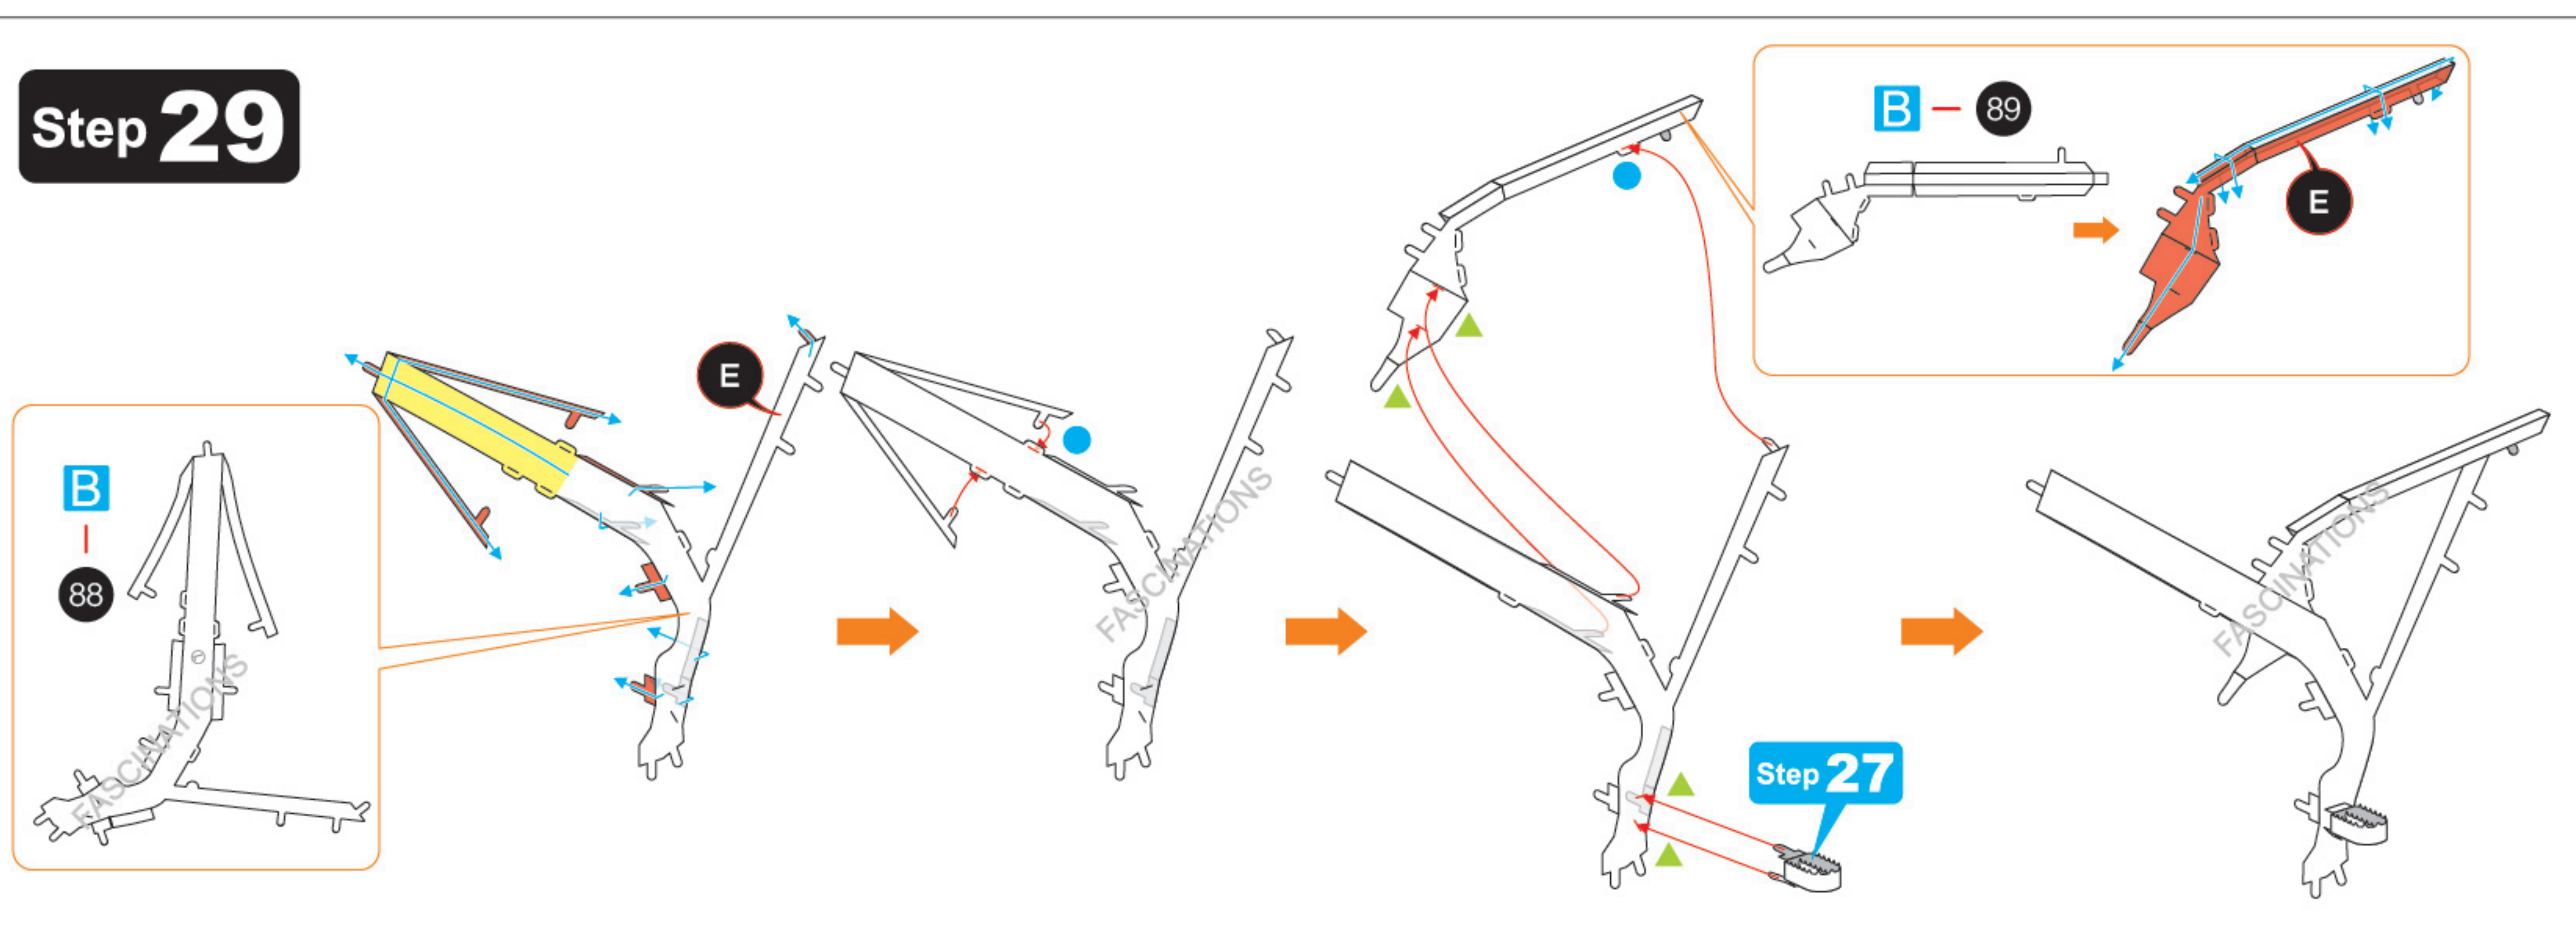 Step 29
B
88
FASCINATIONS
E
FASCINATIONS
B - 89
E
Step 27
FASCINATIONS